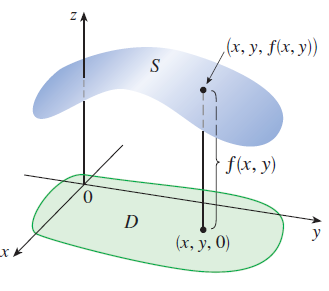 z
(x, y, f(x, y))
S
f(x, y)
0
D
(x, y, 0)
x
y